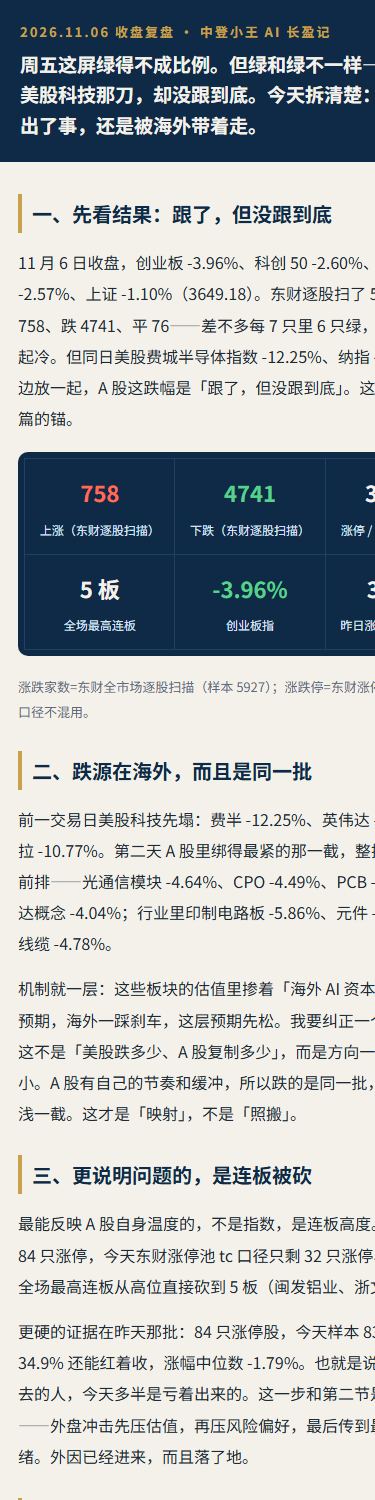 2026.11.06 收盘复盘 · 中登小王 AI 长盈记
周五这屏绿得不成比例。但绿和绿不一样—
美股科技那刀，却没跟到底。今天拆清楚：
出了事，还是被海外带着走。
一、先看结果：跟了，但没跟到底
11 月 6 日收盘，创业板 -3.96%、科创 50 -2.60%、
-2.57%、上证 -1.10%（3649.18）。东财逐股扫了 5
758、跌 4741、平 76——差不多每 7 只里 6 只绿，
起冷。但同日美股费城半导体指数 -12.25%、纳指 -
边放一起，A 股这跌幅是「跟了，但没跟到底」。这
篇的锚。
758
4741
3
上涨（东财逐股扫描）
下跌（东财逐股扫描）
涨停 /
5 板
-3.96%
3
全场最高连板
创业板指
昨日涨
涨跌家数=东财全市场逐股扫描（样本 5927）；涨跌停=东财涨停
口径不混用。
二、跌源在海外，而且是同一批
前一交易日美股科技先塌：费半 -12.25%、英伟达 -
拉 -10.77%。第二天 A 股里绑得最紧的那一截，整
前排——光通信模块 -4.64%、CPO -4.49%、PCB -
达概念 -4.04%；行业里印制电路板 -5.86%、元件 -
线缆 -4.78%。
机制就一层：这些板块的估值里掺着「海外 AI 资本
预期，海外一踩刹车，这层预期先松。我要纠正一个
这不是「美股跌多少、A 股复制多少」，而是方向一
小。A 股有自己的节奏和缓冲，所以跌的是同一批，
浅一截。这才是「映射」，不是「照搬」。
三、更说明问题的，是连板被砍
最能反映 A 股自身温度的，不是指数，是连板高度。
84 只涨停，今天东财涨停池 tc 口径只剩 32 只涨停
全场最高连板从高位直接砍到 5 板（闽发铝业、浙文
更硬的证据在昨天那批：84 只涨停股，今天样本 83
34.9% 还能红着收，涨幅中位数 -1.79%。也就是说
去的人，今天多半是亏着出来的。这一步和第二节是
——外盘冲击先压估值，再压风险偏好，最后传到最
绪。外因已经进来，而且落了地。